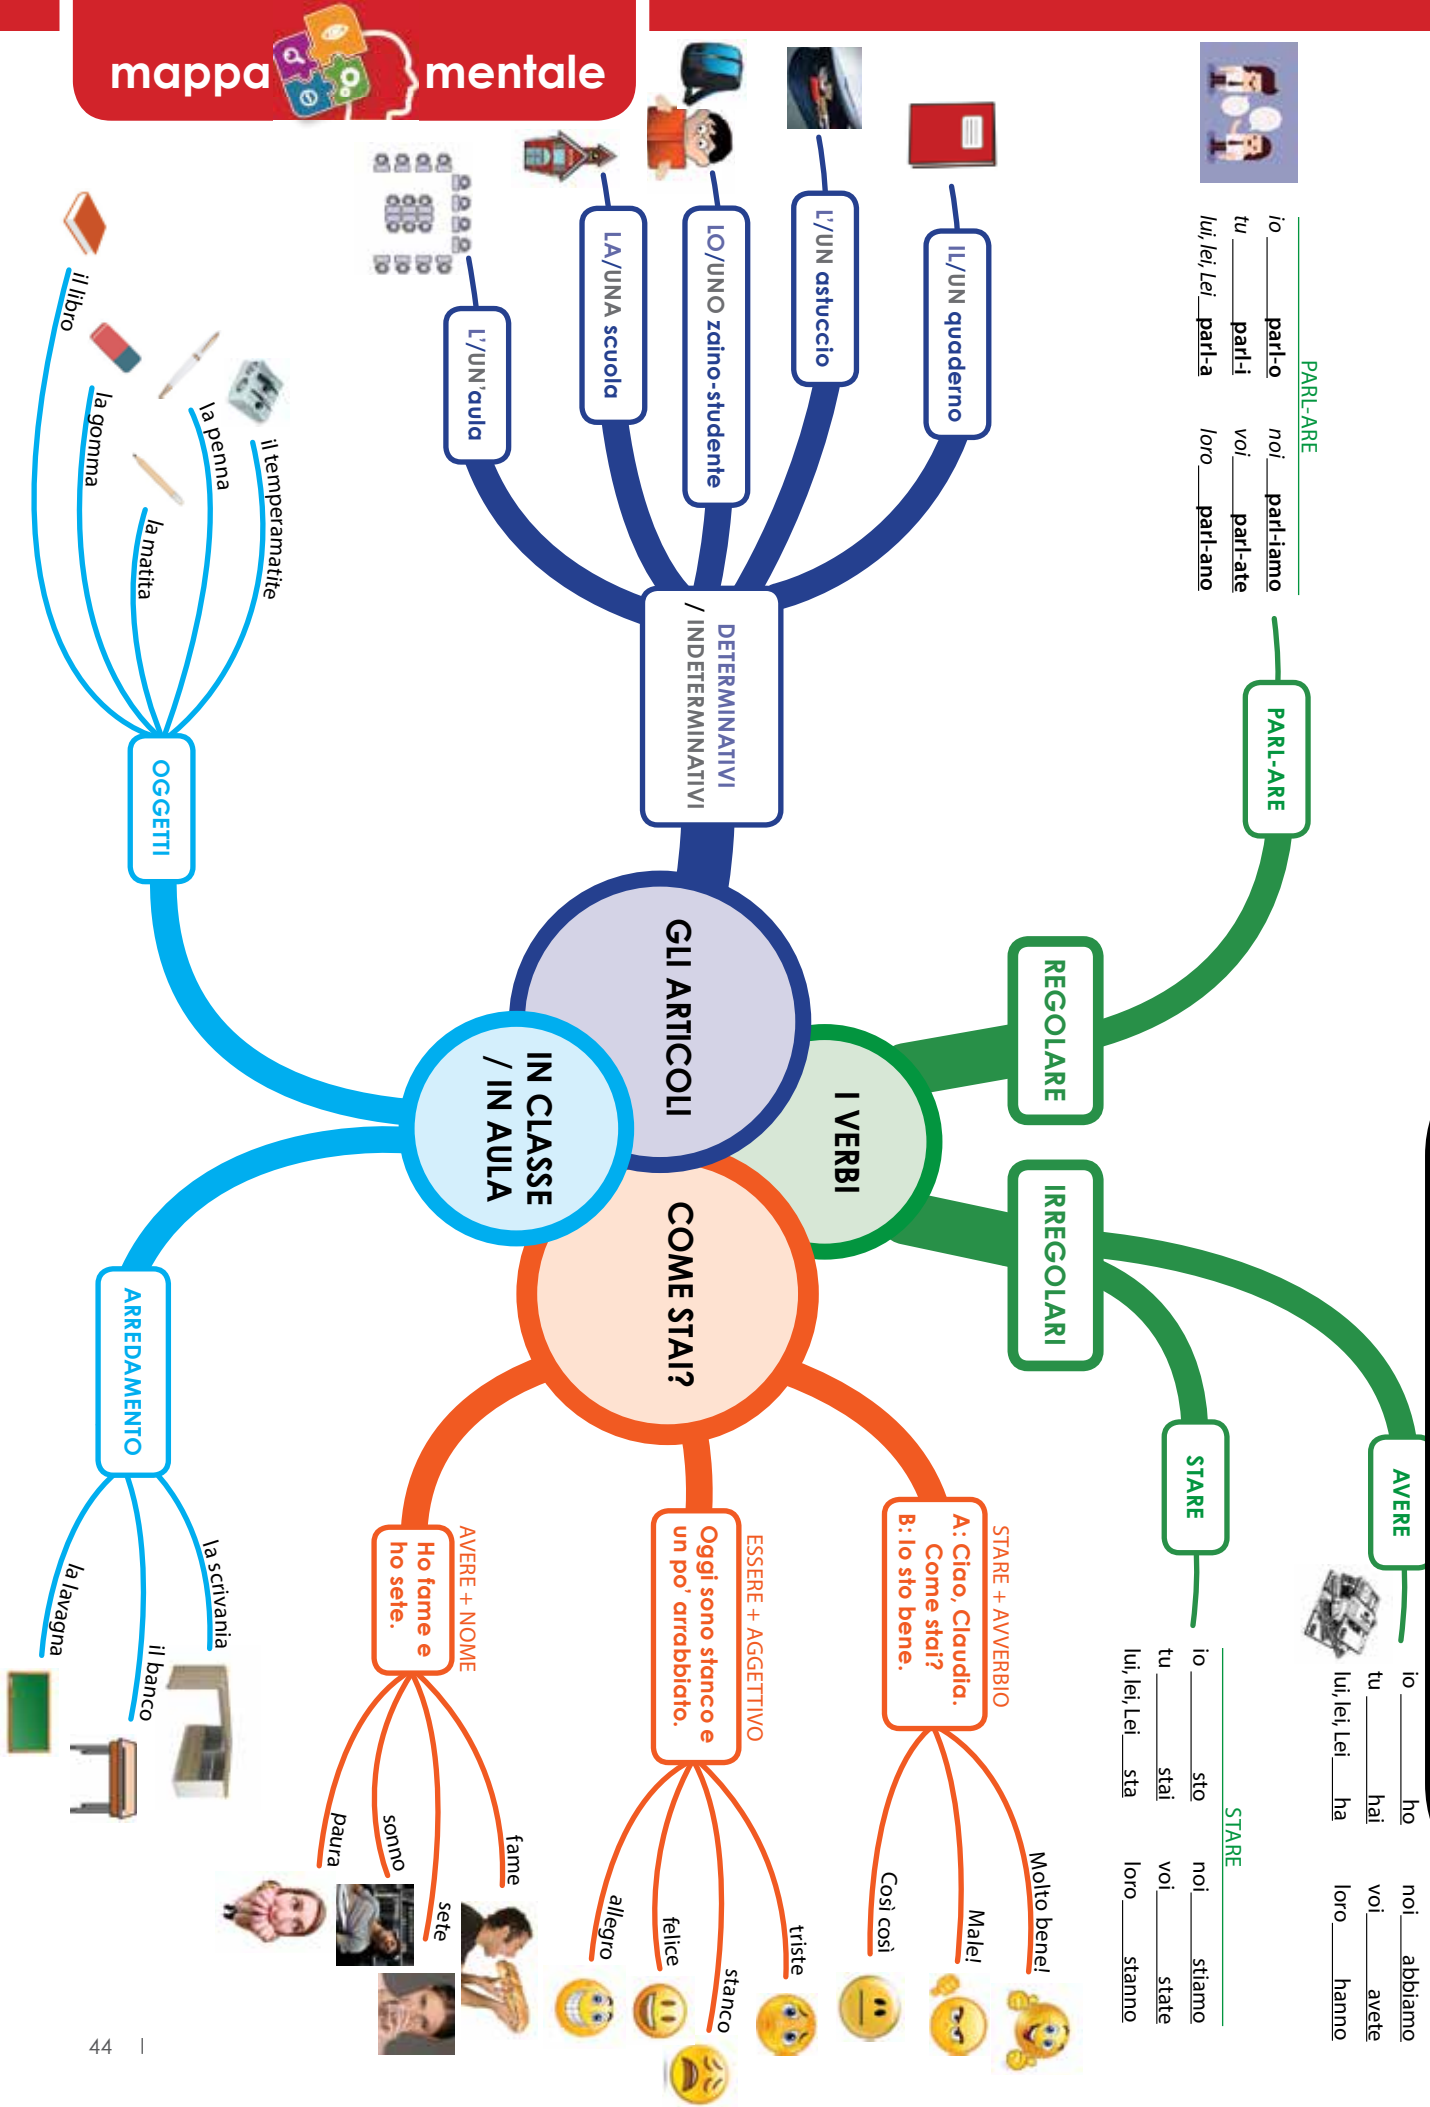 mappa mentale
PARL-ARE
io parl-o noi parl-iamo
tu parl-i voi parl-ate
lui, lei, Lei parl-a loro parl-ano
PARL-ARE
REGOLARE
IRREGOLARI
AVERE
io ho noi abbiamo
tu hai voi avete
lui, lei, Lei ha loro hanno
STARE
STARE
io sto noi stiamo
tu stai voi state
lui, lei, Lei sta loro stanno
I VERBI
IL/UN quaderno
L'/UN astuccio
LO/UNO zaino-studente
LA/UNA scuola
L'/UN'aula
DETERMINATIVI
/ INDETERMINATIVI
GLI ARTICOLI
COME STAI?
STARE + AVVERBIO
A: Ciao, Claudia.
Come stai?
B: Io sto bene.
Molto bene!
Male!
Così così
ESSERE + AGGETTIVO
Oggi sono stanco e
un po' arrabbiato.
triste
stanco
felice
allegro
AVERE + NOME
Ho fame e
ho sete.
fame
sete
sonno
paura
IN CLASSE
/ IN AULA
OGGETTI
il temperamatite
la penna
la matita
la gomma
il libro
ARREDAMENTO
la scrivania
il banco
la lavagna
44